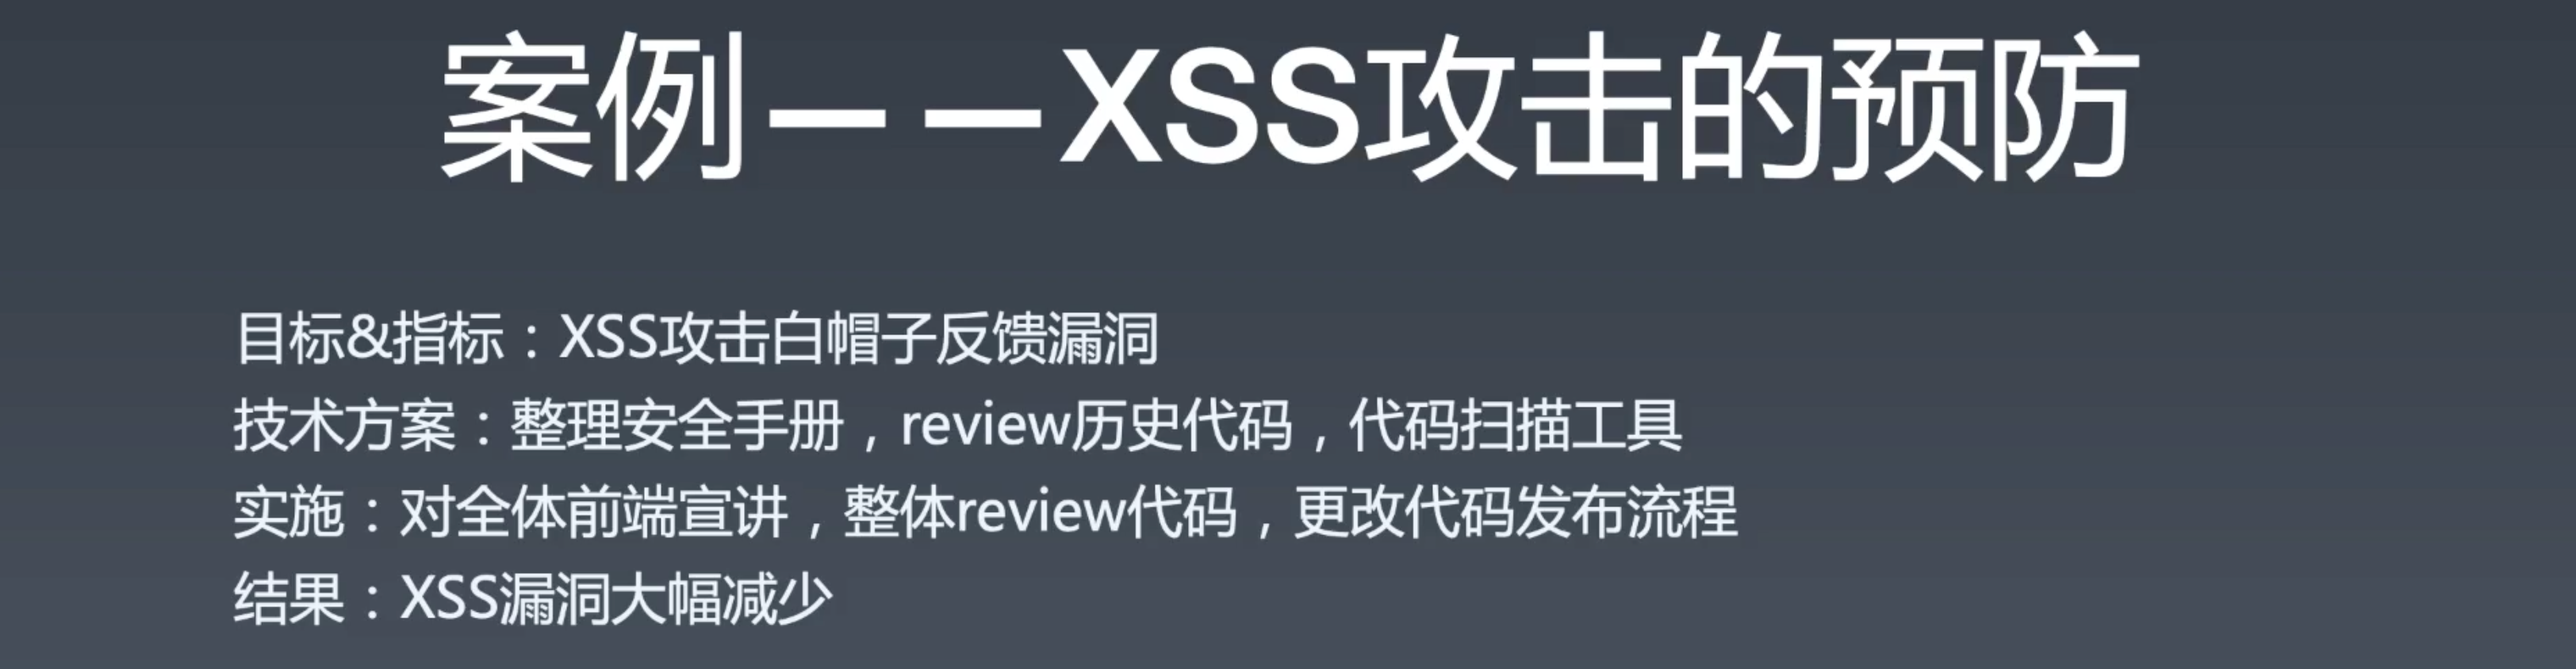 案例——XSS攻击的预防
目标&指标：XSS攻击白帽子反馈漏洞
技术方案：整理安全手册，review历史代码，代码扫描工具
实施：对全体前端宣讲，整体review代码，更改代码发布流程
结果：XSS漏洞大幅减少